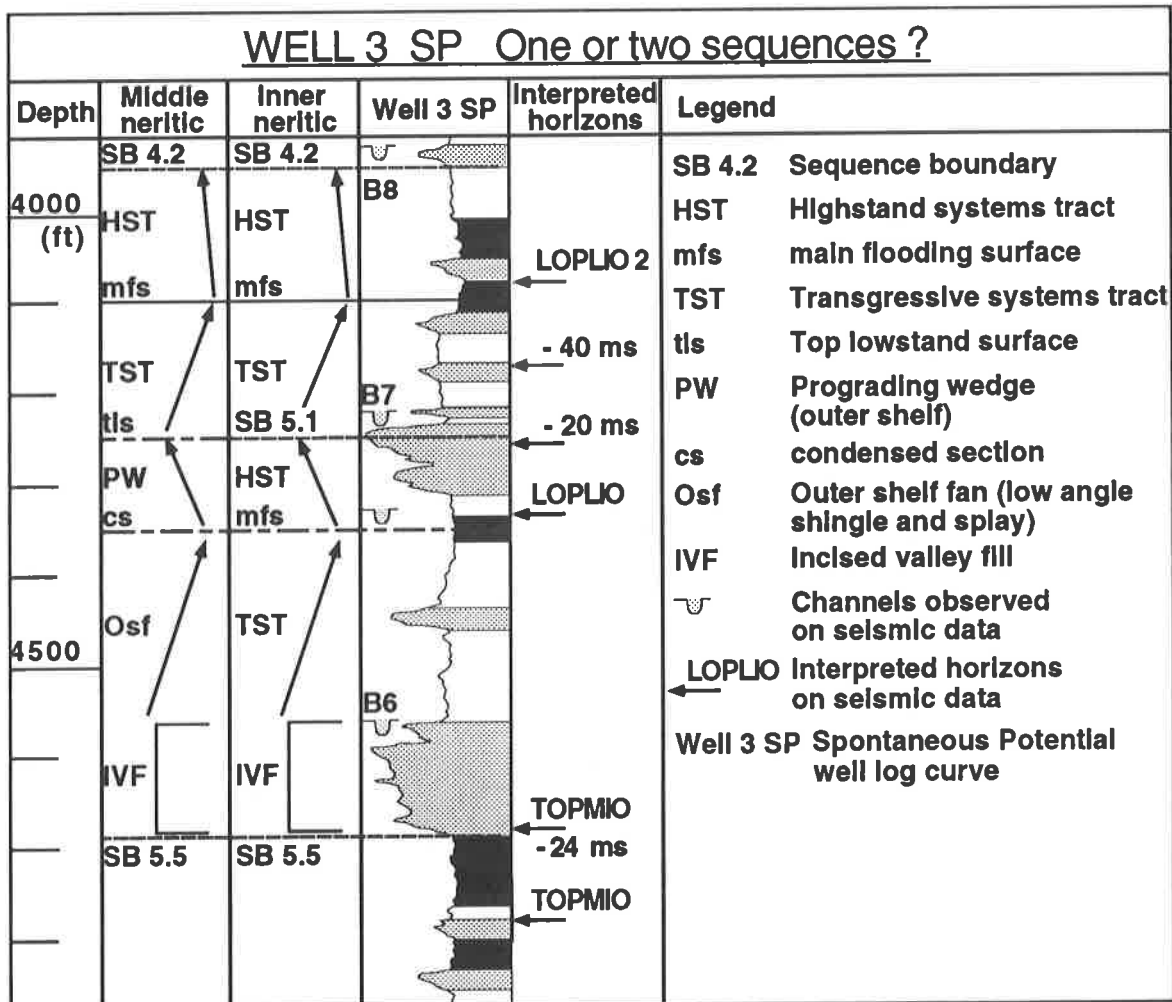 WELL 3 SP One or two sequences ?
Depth
Middle neritic
Inner neritic
Well 3 SP
Interpreted horizons
Legend
4000
(ft)
4500
SB 4.2
HST
mfs
TST
tls
PW
cs
Osf
IVF
SB 5.5
SB 4.2
HST
mfs
TST
SB 5.1
HST
mfs
TST
IVF
SB 5.5
B8
B7
B6
LOPLIO 2
- 40 ms
- 20 ms
LOPLIO
TOPMIO
- 24 ms
TOPMIO
SB 4.2 Sequence boundary
HST Highstand systems tract
mfs main flooding surface
TST Transgressive systems tract
tls Top lowstand surface
PW Prograding wedge
(outer shelf)
cs condensed section
Osf Outer shelf fan (low angle
shingle and splay)
IVF Incised valley fill
Channels observed
on seismic data
LOPLIO Interpreted horizons
on seismic data
Well 3 SP Spontaneous Potential
well log curve